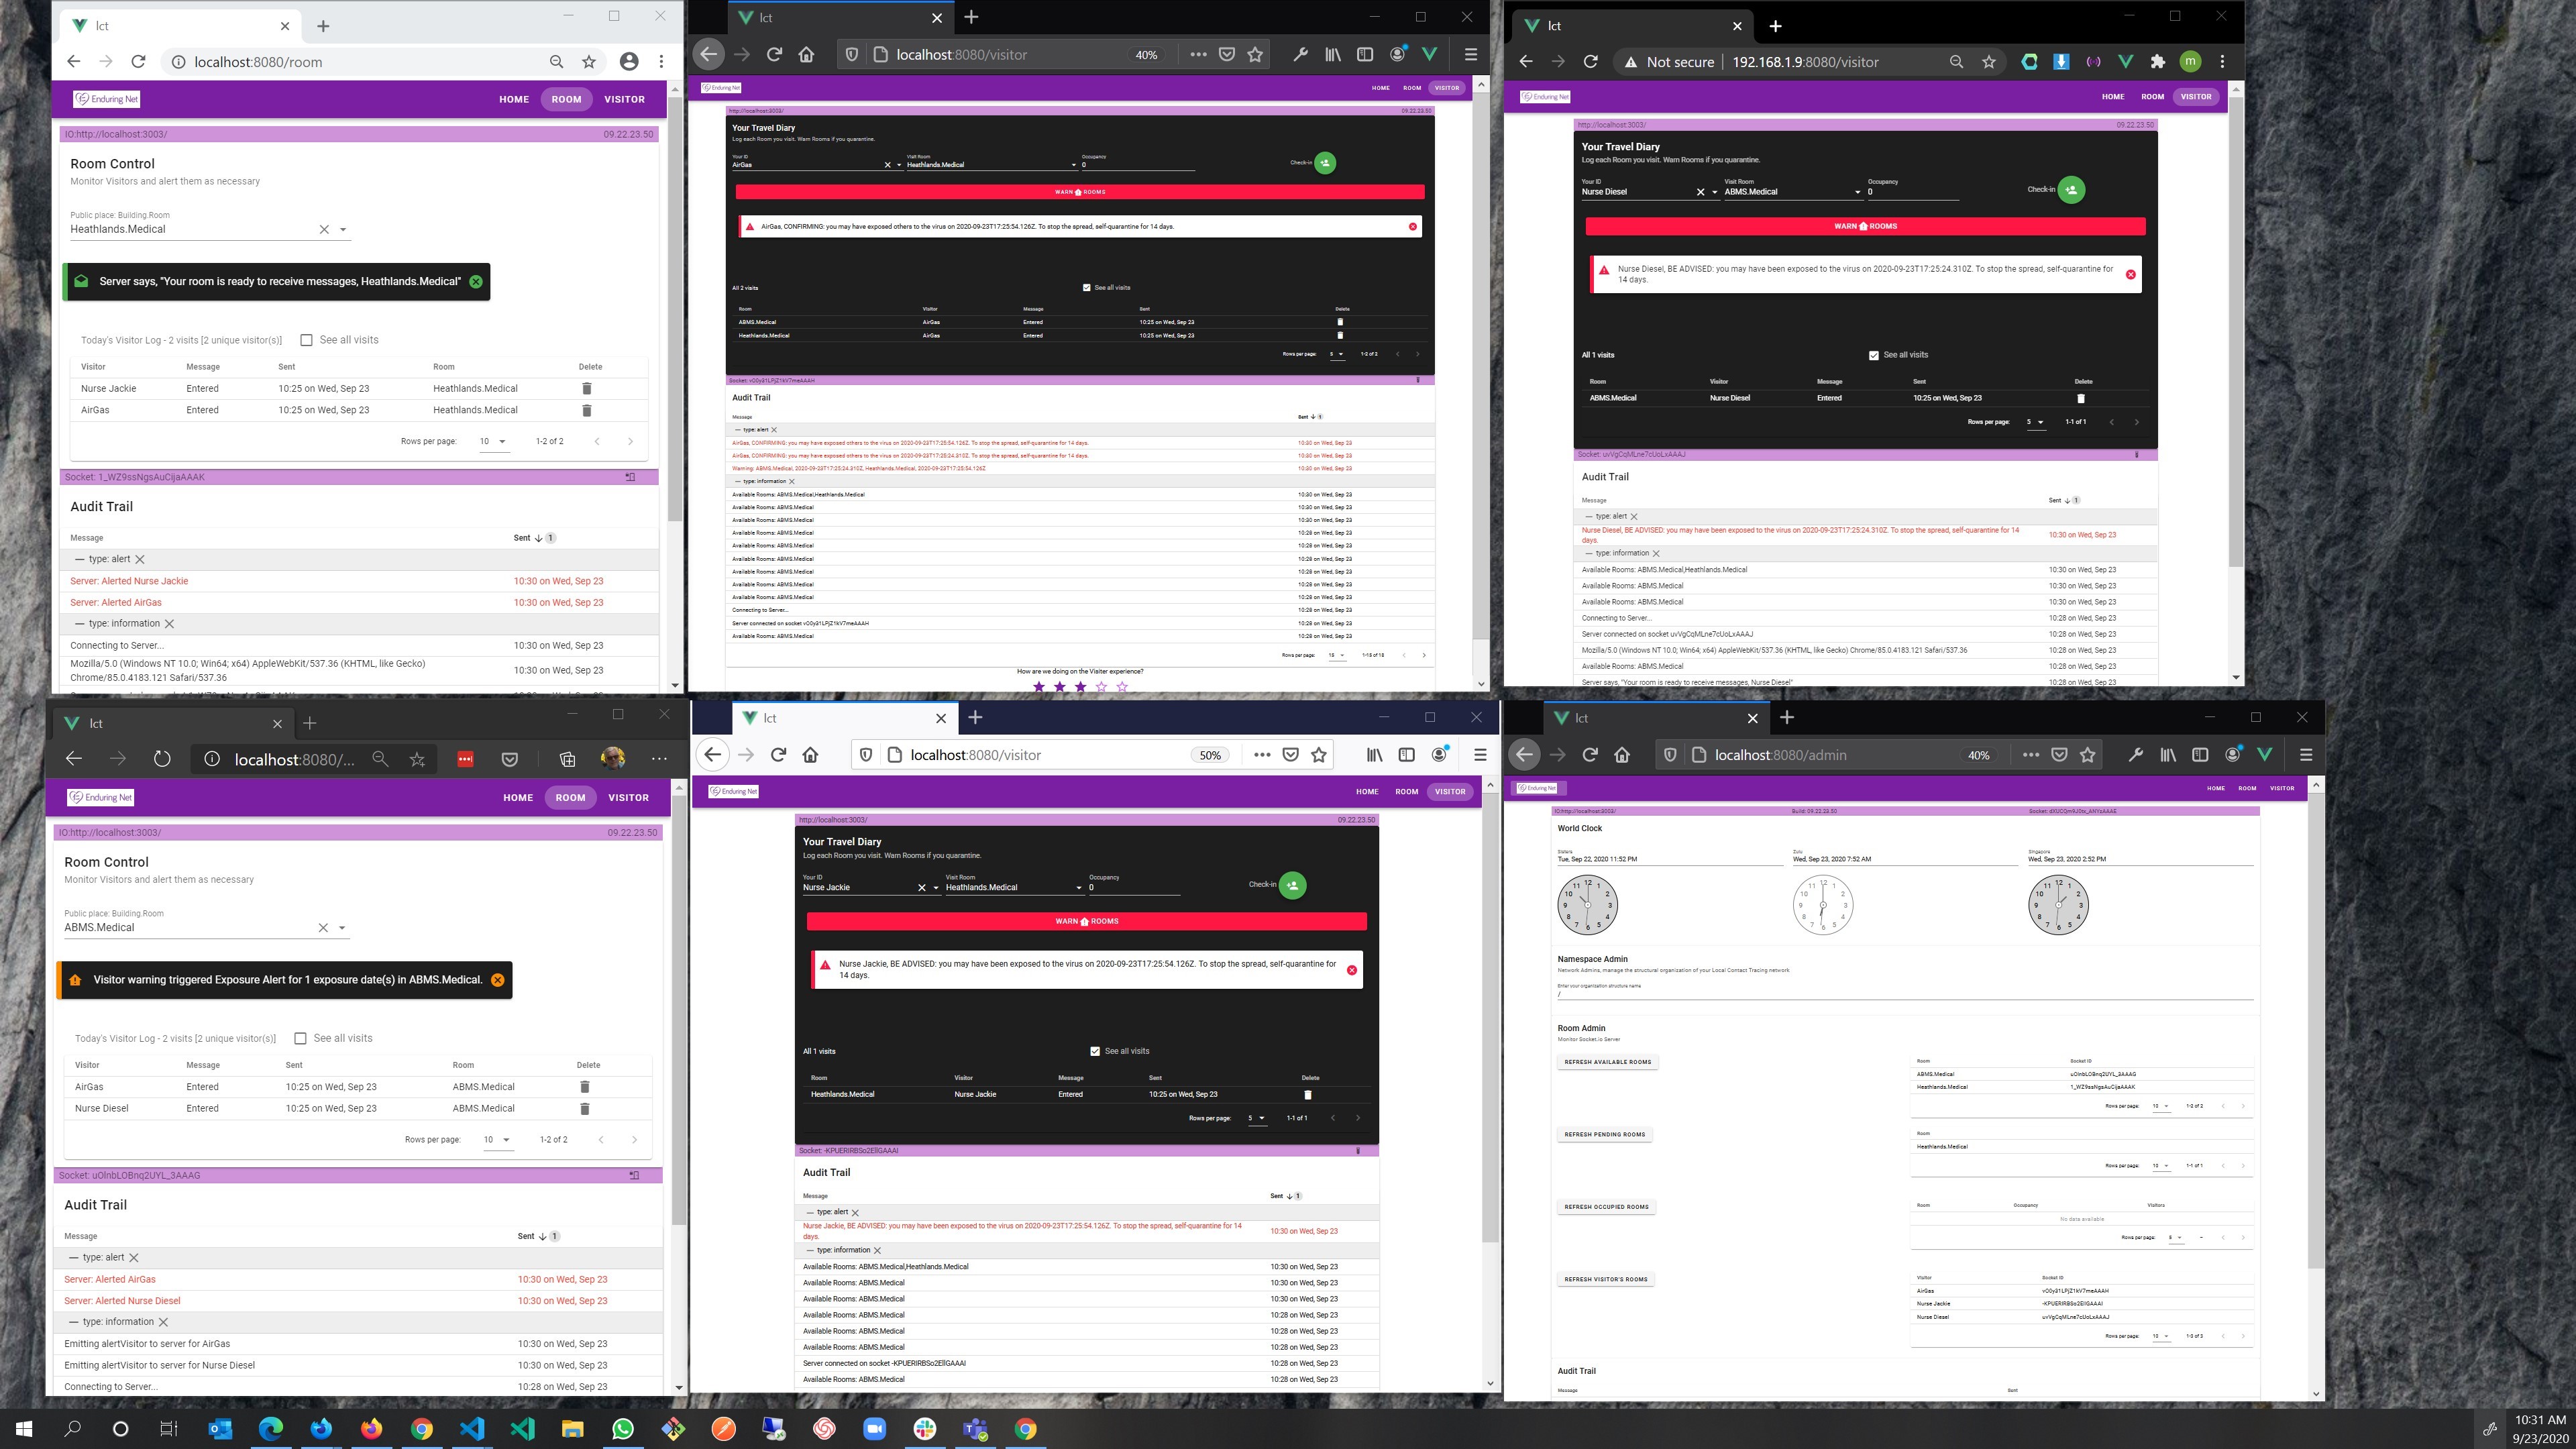 lct
localhost:8080/room
Enduring Net
HOME ROOM VISITOR
IO:http://localhost:3003/ 09.22.23.50
Room Control
Monitor Visitors and alert them as necessary
Public place: Building.Room
Heathlands.Medical
Server says, "Your room is ready to receive messages, Heathlands.Medical"
Today's Visitor Log - 2 visits [2 unique visitor(s)] See all visits
Visitor Message Sent Room Delete
Nurse Jackie Entered 10:25 on Wed, Sep 23 Heathlands.Medical
AirGas Entered 10:25 on Wed, Sep 23 Heathlands.Medical
Rows per page: 10 1-2 of 2
Socket: 1_WZ9ssNgsAuCijaAAAK
Audit Trail
Message Sent 1
type: alert
Server: Alerted Nurse Jackie 10:30 on Wed, Sep 23
Server: Alerted AirGas 10:30 on Wed, Sep 23
type: information
Connecting to Server... 10:30 on Wed, Sep 23
Mozilla/5.0 (Windows NT 10.0; Win64; x64) AppleWebKit/537.36 (KHTML, like Gecko) 10:30 on Wed, Sep 23
Chrome/85.0.4183.121 Safari/537.36
lct
localhost:8080/visitor 40%
Enduring Net
HOME ROOM VISITOR
http://localhost:3003/ 09.22.23.50
Your Travel Diary
Log each Room you visit. Warn Rooms if you quarantine.
Your ID Visit Room Occupancy
AirGas Heathlands.Medical 0 Check-in
WARN ROOMS
AirGas, CONFIRMING: you may have exposed others to the virus on 2020-09-23T17:25:54.126Z. To stop the spread, self-quarantine for 14 days.
All 2 visits See all visits
Room Visitor Message Sent Delete
ABMS.Medical AirGas Entered 10:25 on Wed, Sep 23
Heathlands.Medical AirGas Entered 10:25 on Wed, Sep 23
Rows per page: 5 1-2 of 2
Socket: vO0y31LPjZ1kV7meAAAH
Audit Trail
Message Sent 1
type: alert
AirGas, CONFIRMING: you may have exposed others to the virus on 2020-09-23T17:25:54.126Z. To stop the spread, self-quarantine for 14 days. 10:30 on Wed, Sep 23
AirGas, CONFIRMING: you may have exposed others to the virus on 2020-09-23T17:25:24.310Z. To stop the spread, self-quarantine for 14 days. 10:30 on Wed, Sep 23
Warning: ABMS.Medical, 2020-09-23T17:25:24.310Z, Heathlands.Medical, 2020-09-23T17:25:54.126Z 10:30 on Wed, Sep 23
type: information
Available Rooms: ABMS.Medical,Heathlands.Medical 10:30 on Wed, Sep 23
Available Rooms: ABMS.Medical 10:30 on Wed, Sep 23
Available Rooms: ABMS.Medical 10:30 on Wed, Sep 23
Available Rooms: ABMS.Medical 10:28 on Wed, Sep 23
Available Rooms: ABMS.Medical 10:28 on Wed, Sep 23
Available Rooms: ABMS.Medical 10:28 on Wed, Sep 23
Available Rooms: ABMS.Medical 10:28 on Wed, Sep 23
Available Rooms: ABMS.Medical 10:28 on Wed, Sep 23
Available Rooms: ABMS.Medical 10:28 on Wed, Sep 23
Connecting to Server... 10:28 on Wed, Sep 23
Server connected on socket vO0y31LPjZ1kV7meAAAH 10:28 on Wed, Sep 23
Available Rooms: ABMS.Medical 10:28 on Wed, Sep 23
Rows per page: 15 1-15 of 18
How are we doing on the Visiter experience?
lct
Not secure 192.168.1.9:8080/visitor m
Enduring Net
HOME ROOM VISITOR
http://localhost:3003/ 09.22.23.50
Your Travel Diary
Log each Room you visit. Warn Rooms if you quarantine.
Your ID Visit Room Occupancy
Nurse Diesel ABMS.Medical 0 Check-in
WARN ROOMS
Nurse Diesel, BE ADVISED: you may have been exposed to the virus on 2020-09-23T17:25:24.310Z. To stop the spread, self-quarantine for
14 days.
All 1 visits See all visits
Room Visitor Message Sent Delete
ABMS.Medical Nurse Diesel Entered 10:25 on Wed, Sep 23
Rows per page: 5 1-1 of 1
Socket: uvVgCqMLne7cUoLxAAAJ
Audit Trail
Message Sent 1
type: alert
Nurse Diesel, BE ADVISED: you may have been exposed to the virus on 2020-09-23T17:25:24.310Z. To stop the spread, self-quarantine for 14 10:30 on Wed, Sep 23
days.
type: information
Available Rooms: ABMS.Medical,Heathlands.Medical 10:30 on Wed, Sep 23
Available Rooms: ABMS.Medical 10:30 on Wed, Sep 23
Available Rooms: ABMS.Medical 10:30 on Wed, Sep 23
Connecting to Server... 10:28 on Wed, Sep 23
Server connected on socket uvVgCqMLne7cUoLxAAAJ 10:28 on Wed, Sep 23
Mozilla/5.0 (Windows NT 10.0; Win64; x64) AppleWebKit/537.36 (KHTML, like Gecko) Chrome/85.0.4183.121 Safari/537.36 10:28 on Wed, Sep 23
Available Rooms: ABMS.Medical 10:28 on Wed, Sep 23
Server says, "Your room is ready to receive messages, Nurse Diesel" 10:28 on Wed, Sep 23
lct
localhost:8080/...
Enduring Net
HOME ROOM VISITOR
IO:http://localhost:3003/ 09.22.23.50
Room Control
Monitor Visitors and alert them as necessary
Public place: Building.Room
ABMS.Medical
Visitor warning triggered Exposure Alert for 1 exposure date(s) in ABMS.Medical.
Today's Visitor Log - 2 visits [2 unique visitor(s)] See all visits
Visitor Message Sent Room Delete
AirGas Entered 10:25 on Wed, Sep 23 ABMS.Medical
Nurse Diesel Entered 10:25 on Wed, Sep 23 ABMS.Medical
Rows per page: 10 1-2 of 2
Socket: uOlnbLOBnq2UYL_3AAAG
Audit Trail
Message Sent 1
type: alert
Server: Alerted AirGas 10:30 on Wed, Sep 23
Server: Alerted Nurse Diesel 10:30 on Wed, Sep 23
type: information
Emitting alertVisitor to server for AirGas 10:30 on Wed, Sep 23
Emitting alertVisitor to server for Nurse Diesel 10:30 on Wed, Sep 23
Connecting to Server... 10:28 on Wed, Sep 23
lct
localhost:8080/visitor 50%
Enduring Net
HOME ROOM VISITOR
http://localhost:3003/ 09.22.23.50
Your Travel Diary
Log each Room you visit. Warn Rooms if you quarantine.
Your ID Visit Room Occupancy
Nurse Jackie Heathlands.Medical 0 Check-in
WARN ROOMS
Nurse Jackie, BE ADVISED: you may have been exposed to the virus on 2020-09-23T17:25:54.126Z. To stop the spread, self-quarantine for
14 days.
All 1 visits See all visits
Room Visitor Message Sent Delete
Heathlands.Medical Nurse Jackie Entered 10:25 on Wed, Sep 23
Rows per page: 5 1-1 of 1
Socket: -KPUERIRBSo2EllGAAAI
Audit Trail
Message Sent 1
type: alert
Nurse Jackie, BE ADVISED: you may have been exposed to the virus on 2020-09-23T17:25:54.126Z. To stop the spread, self-quarantine for 14 10:30 on Wed, Sep 23
days.
type: information
Available Rooms: ABMS.Medical,Heathlands.Medical 10:30 on Wed, Sep 23
Available Rooms: ABMS.Medical 10:30 on Wed, Sep 23
Available Rooms: ABMS.Medical 10:30 on Wed, Sep 23
Available Rooms: ABMS.Medical 10:28 on Wed, Sep 23
Available Rooms: ABMS.Medical 10:28 on Wed, Sep 23
Available Rooms: ABMS.Medical 10:28 on Wed, Sep 23
Server connected on socket -KPUERIRBSo2EllGAAAI 10:28 on Wed, Sep 23
Available Rooms: ABMS.Medical 10:28 on Wed, Sep 23
lct
localhost:8080/admin 40%
Enduring Net
HOME ROOM VISITOR
IO:http://localhost:3003/ Build: 09.22.23.50
World Clock
Sisters Zulu Singapore
Tue, Sep 22, 2020 11:52 PM Wed, Sep 23, 2020 7:52 AM Wed, Sep 23, 2020 2:52 PM
Namespace Admin
Network Admins, manage the structural organization of your Local Contact Tracing network
Enter your organization structure name
/
Room Admin
Monitor Socket.io Server
REFRESH AVAILABLE ROOMS
Room Socket ID
ABMS.Medical uOlnbLOBnq2UYL_3AAAG
Heathlands.Medical 1_WZ9ssNgsAuCijaAAAK
Rows per page: 10 1-2 of 2
REFRESH PENDING ROOMS
Room
Heathlands.Medical
Rows per page: 10 1-1 of 1
REFRESH OCCUPIED ROOMS
Room Occupancy Visitors
No data available
Rows per page: 5 –
REFRESH VISITOR'S ROOMS
Visitor Socket ID
AirGas vO0y31LPjZ1kV7meAAAH
Nurse Jackie -KPUERIRBSo2EllGAAAI
Nurse Diesel uvVgCqMLne7cUoLxAAAJ
Rows per page: 10 1-3 of 3
Audit Trail
Message Sent
10:31 AM
9/23/2020